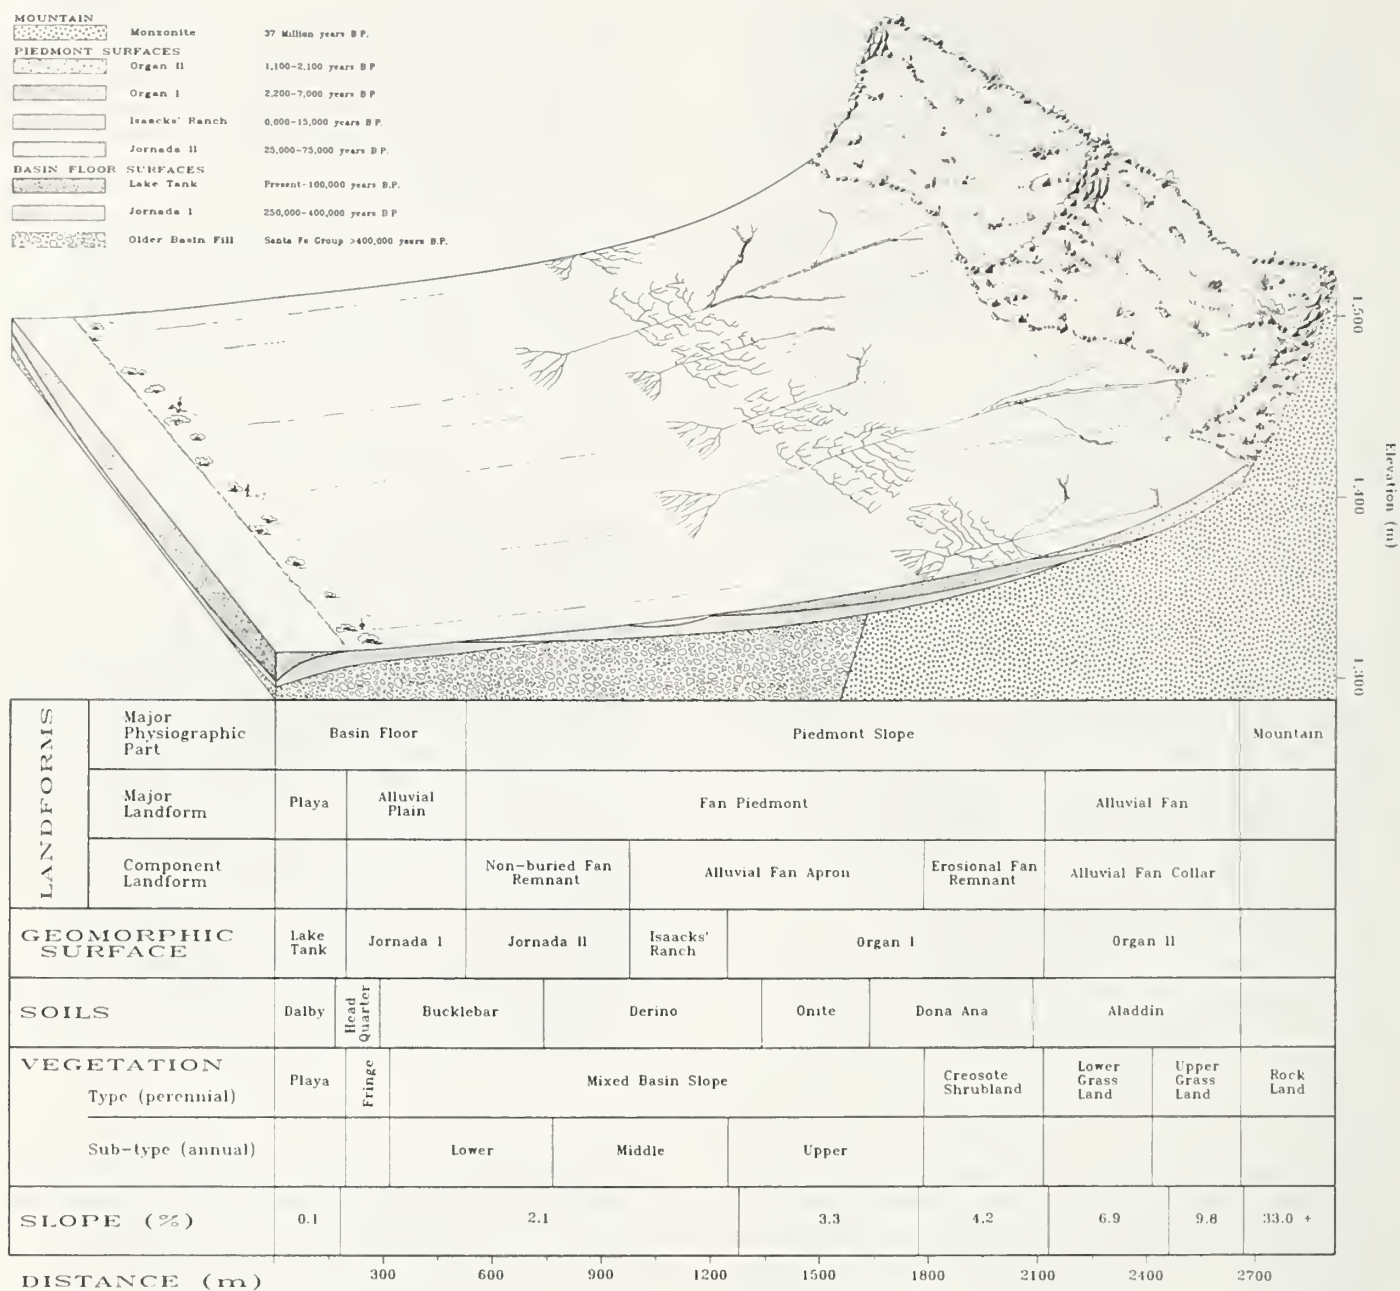 MOUNTAIN
Monzonite 37 Million years B.P.
PIEDMONT SURFACES
Organ II 1,100-2,100 years B P
Organ I 2,200-7,000 years B P
Isaacks' Ranch 0,000-15,000 years B P.
Jornada II 25,000-75,000 years B P.
BASIN FLOOR SURFACES
Lake Tank Present-100,000 years B.P.
Jornada I 250,000-400,000 years B P
Older Basin Fill Santa Fe Group >400,000 years B.P.
1,500
1,400
1,300
Elevation (m)
LANDFORMS
Major
Physiographic
Part
Basin Floor
Piedmont Slope
Mountain
Major
Landform
Playa
Alluvial
Plain
Fan Piedmont
Alluvial Fan
Component
Landform
Non-buried Fan
Remnant
Alluvial Fan Apron
Erosional Fan
Remnant
Alluvial Fan Collar
GEOMORPHIC
SURFACE
Lake
Tank
Jornada I
Jornada II
Isaacks'
Ranch
Organ I
Organ II
SOILS
Dalby
Head
Quarter
Bucklebar
Berino
Onite
Dona Ana
Aladdin
VEGETATION
Type (perennial)
Playa
Fringe
Mixed Basin Slope
Creosote
Shrubland
Lower
Grass
Land
Upper
Grass
Land
Rock
Land
Sub-type (annual)
Lower
Middle
Upper
SLOPE (%)
0.1
2.1
3.3
4.2
6.9
9.8
33.0 +
DISTANCE (m)
300 600 900 1200 1500 1800 2100 2400 2700